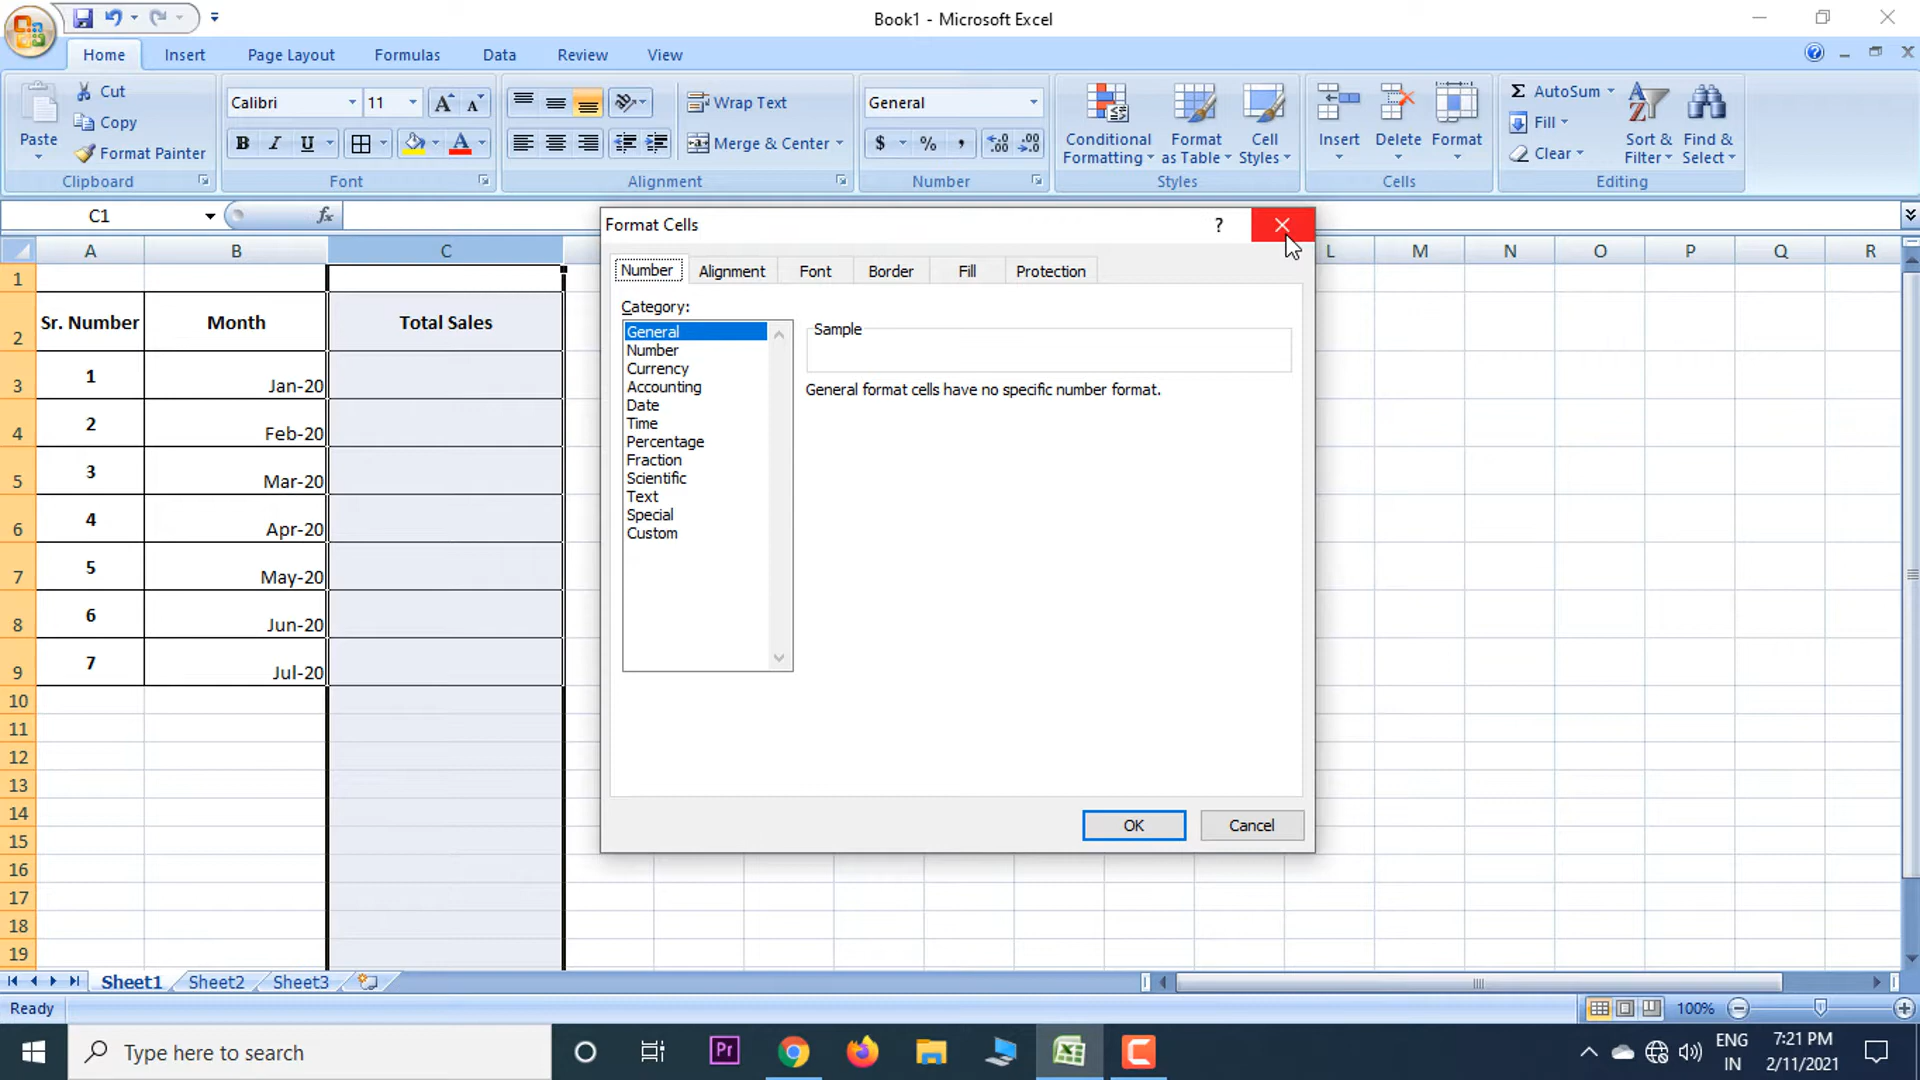 Book1 - Microsoft Excel
Home Insert Page Layout Formulas Data Review View
Paste Cut Copy Format Painter
Calibri 11
B I U A
Wrap Text
Merge & Center
General
$ % ,
Conditional Formatting Format as Table Cell Styles
Insert Delete Format
Σ AutoSum Fill Clear
Sort & Filter Find & Select
Clipboard Font Alignment Number Styles Cells Editing
C1 fx
A B C L M N O P Q R
1
2 Sr. Number Month Total Sales
3 1 Jan-20
4 2 Feb-20
5 3 Mar-20
6 4 Apr-20
7 5 May-20
8 6 Jun-20
9 7 Jul-20
10
11
12
13
14
15
16
17
18
19
Format Cells ?
Number Alignment Font Border Fill Protection
Category:
General
Number
Currency
Accounting
Date
Time
Percentage
Fraction
Scientific
Text
Special
Custom
Sample
General format cells have no specific number format.
OK Cancel
Sheet1 Sheet2 Sheet3
Ready 100%
Type here to search Pr ENG IN 7:21 PM 2/11/2021